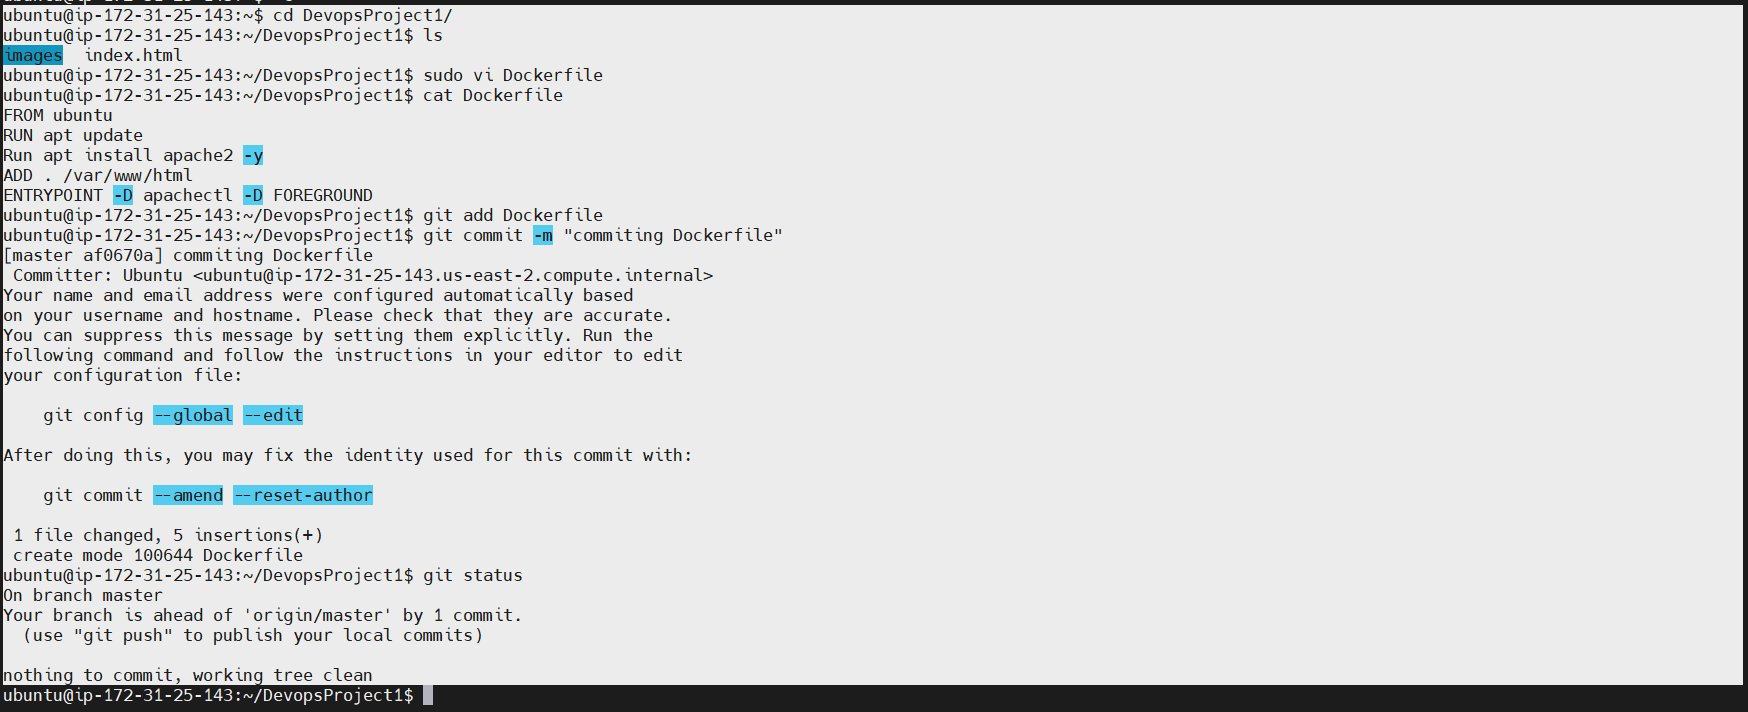 ubuntu@ip-172-31-25-143:~$ cd DevopsProject1/
ubuntu@ip-172-31-25-143:~/DevopsProject1$ ls
images  index.html
ubuntu@ip-172-31-25-143:~/DevopsProject1$ sudo vi Dockerfile
ubuntu@ip-172-31-25-143:~/DevopsProject1$ cat Dockerfile
FROM ubuntu
RUN apt update
Run apt install apache2 -y
ADD . /var/www/html
ENTRYPOINT -D apachectl -D FOREGROUND
ubuntu@ip-172-31-25-143:~/DevopsProject1$ git add Dockerfile
ubuntu@ip-172-31-25-143:~/DevopsProject1$ git commit -m "commiting Dockerfile"
[master af0670a] commiting Dockerfile
 Committer: Ubuntu <ubuntu@ip-172-31-25-143.us-east-2.compute.internal>
Your name and email address were configured automatically based
on your username and hostname. Please check that they are accurate.
You can suppress this message by setting them explicitly. Run the
following command and follow the instructions in your editor to edit
your configuration file:

    git config --global --edit

After doing this, you may fix the identity used for this commit with:

    git commit --amend --reset-author

 1 file changed, 5 insertions(+)
 create mode 100644 Dockerfile
ubuntu@ip-172-31-25-143:~/DevopsProject1$ git status
On branch master
Your branch is ahead of 'origin/master' by 1 commit.
  (use "git push" to publish your local commits)

nothing to commit, working tree clean
ubuntu@ip-172-31-25-143:~/DevopsProject1$